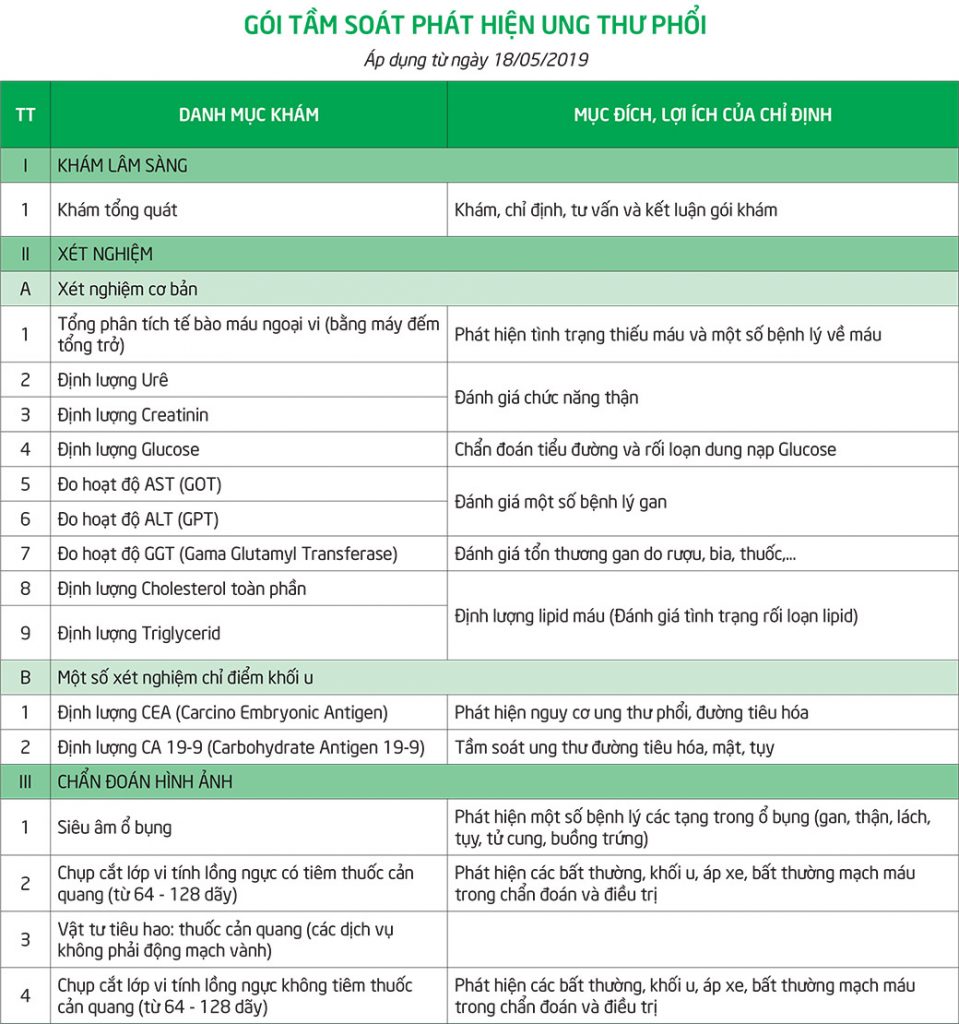 GÓI TẦM SOÁT PHÁT HIỆN UNG THƯ PHỔI
Áp dụng từ ngày 18/05/2019
TT DANH MỤC KHÁM MỤC ĐÍCH, LỢI ÍCH CỦA CHỈ ĐỊNH
I KHÁM LÂM SÀNG
1 Khám tổng quát Khám, chỉ định, tư vấn và kết luận gói khám
II XÉT NGHIỆM
A Xét nghiệm cơ bản
1 Tổng phân tích tế bào máu ngoại vi (bằng máy đếm
tổng trở) Phát hiện tình trạng thiếu máu và một số bệnh lý về máu
2 Định lượng Urê
Đánh giá chức năng thận
3 Định lượng Creatinin
4 Định lượng Glucose Chẩn đoán tiểu đường và rối loạn dung nạp Glucose
5 Đo hoạt độ AST (GOT)
Đánh giá một số bệnh lý gan
6 Đo hoạt độ ALT (GPT)
7 Đo hoạt độ GGT (Gama Glutamyl Transferase) Đánh giá tổn thương gan do rượu, bia, thuốc,...
8 Định lượng Cholesterol toàn phần
Định lượng lipid máu (Đánh giá tình trạng rối loạn lipid)
9 Định lượng Triglycerid
B Một số xét nghiệm chỉ điểm khối u
1 Định lượng CEA (Carcino Embryonic Antigen) Phát hiện nguy cơ ung thư phổi, đường tiêu hóa
2 Định lượng CA 19-9 (Carbohydrate Antigen 19-9) Tầm soát ung thư đường tiêu hóa, mật, tụy
III CHẨN ĐOÁN HÌNH ẢNH
1 Siêu âm ổ bụng Phát hiện một số bệnh lý các tạng trong ổ bụng (gan, thận, lách,
tụy, tử cung, buồng trứng)
2 Chụp cắt lớp vi tính lồng ngực có tiêm thuốc cản
quang (từ 64 - 128 dãy) Phát hiện các bất thường, khối u, áp xe, bất thường mạch máu
trong chẩn đoán và điều trị
3 Vật tư tiêu hao: thuốc cản quang (các dịch vụ
không phải động mạch vành)
4 Chụp cắt lớp vi tính lồng ngực không tiêm thuốc
cản quang (từ 64 - 128 dãy) Phát hiện các bất thường, khối u, áp xe, bất thường mạch máu
trong chẩn đoán và điều trị